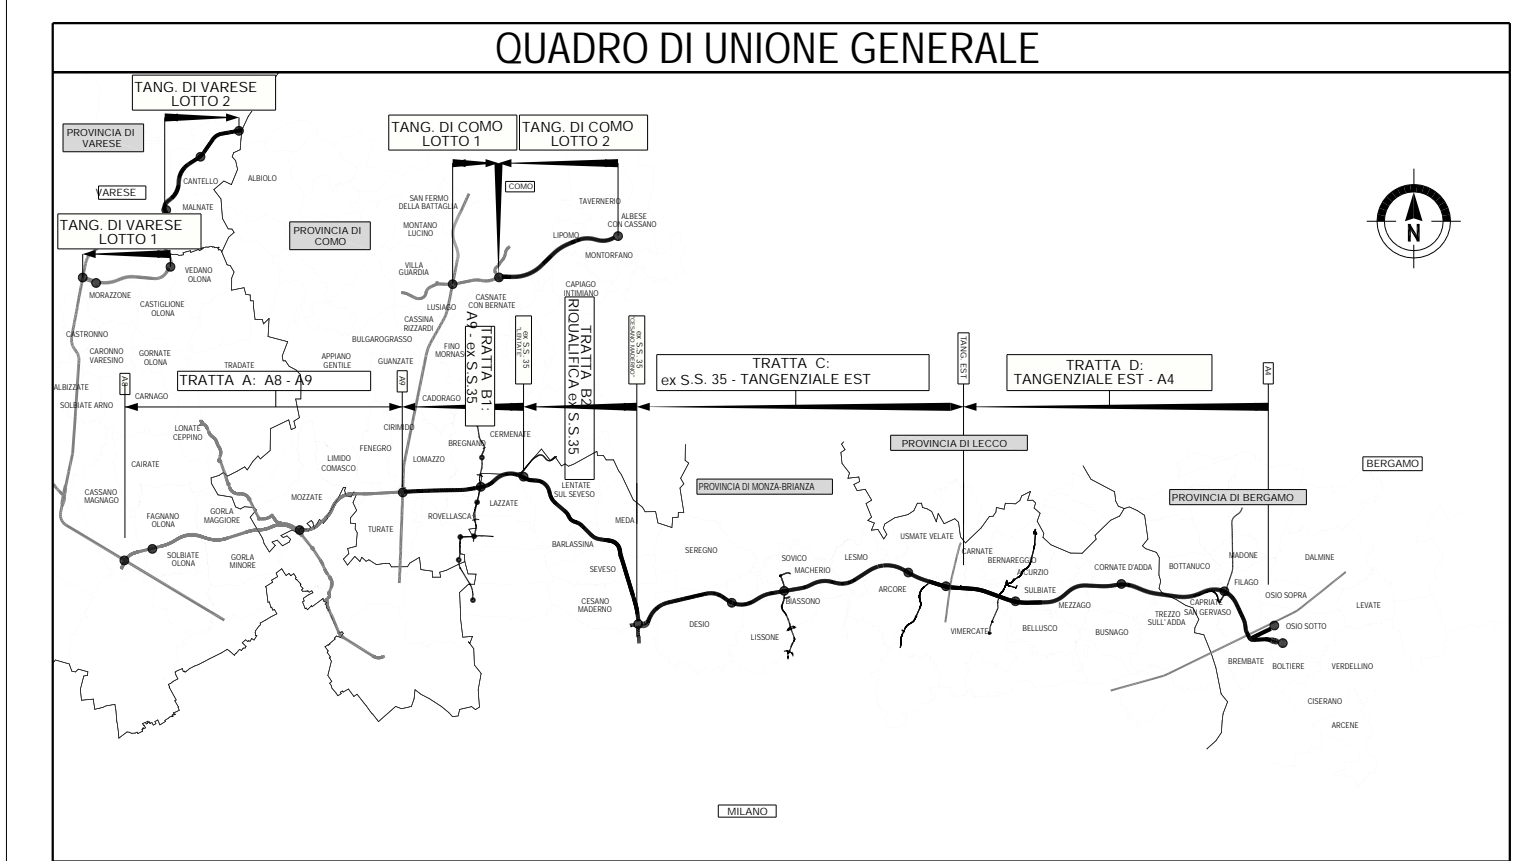 QUADRO DI UNIONE GENERALE
TANG. DI VARESE
LOTTO 2
PROVINCIA DI
VARESE
VARESE
CANTELLO
ALBIOLO
MALNATE
TANG. DI VARESE
LOTTO 1
VEDANO
OLONA
MORAZZONE
CASTIGLIONE
OLONA
TANG. DI COMO
LOTTO 1
TANG. DI COMO
LOTTO 2
COMO
SAN FERMO
DELLA BATTAGLIA
TAVERNERIO
ALBESE
CON CASSANO
MONTANO
LUCINO
LIPOMO
MONTORFANO
PROVINCIA DI
COMO
VILLA
GUARDIA
CAPIAGO
INTIMIANO
CASNATE
CON BERNATE
LUSIAGO
CASSINA
RIZZARDI
N
CASTRONNO
CARONNO
VARESINO
GORNATE
OLONA
TRADATE
APPIANO
GENTILE
BULGAROGRASSO
GUANZATE
FINO
MORNAS
ALBIZZATE
SOLBIATE ARNO
CARNAGO
A8
TRATTA A: A8 - A9
A9
CADORAGO
TRATTA B1:
A9 - ex S.S.35
ex S.S. 35
"LENTATE"
TRATTA B2
RIQUALIFICA ex S.S.35
ex S.S. 35
"CESANO MADERNO"
TRATTA C:
ex S.S. 35 - TANGENZIALE EST
TANG. EST
TRATTA D:
TANGENZIALE EST - A4
A4
LONATE
CEPPINO
CIRIMIDO
FENEGRO
LIMIDO
COMASCO
LOMAZZO
BREGNANO
CERMENATE
PROVINCIA DI LECCO
BERGAMO
CAIRATE
CASSANO
MAGNAGO
MOZZATE
LENTATE
SUL SEVESO
LAZZATE
ROVELLASCA
PROVINCIA DI MONZA-BRIANZA
PROVINCIA DI BERGAMO
FAGNANO
OLONA
GORLA
MAGGIORE
TURATE
MEDA
SOLBIATE
OLONA
GORLA
MINORE
BARLASSINA
SEVESO
CESANO
MADERNO
SEREGNO
DESIO
SOVICO
MACHERIO
BIASSONO
LISSONE
LESMO
ARCORE
USMATE VELATE
CARNATE
BERNAREGGIO
AICURZIO
SULBIATE
VIMERCATE
BELLUSCO
MEZZAGO
CORNATE D'ADDA
BUSNAGO
BOTTANUCO
TREZZO
SULL' ADDA
CAPRIATE
SAN GERVASO
MADONE
FILAGO
DALMINE
OSIO SOPRA
LEVATE
OSIO SOTTO
BREMBATE
BOLTIERE
VERDELLINO
CISERANO
ARCENE
MILANO